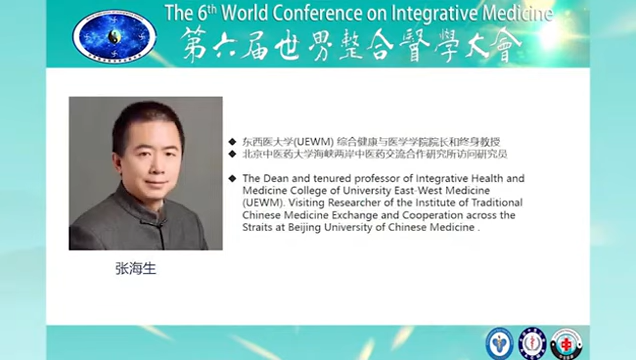 The 6th World Conference on Integrative Medicine
第六届世界整合醫學大會
◆ 东西医大学(UEWM) 综合健康与医学学院院长和终身教授
◆ 北京中医药大学海峡两岸中医药交流合作研究所访问研究员
◆ The Dean and tenured professor of Integrative Health and
Medicine College of University East-West Medicine
(UEWM). Visiting Researcher of the Institute of Traditional
Chinese Medicine Exchange and Cooperation across the
Straits at Beijing University of Chinese Medicine .
张海生